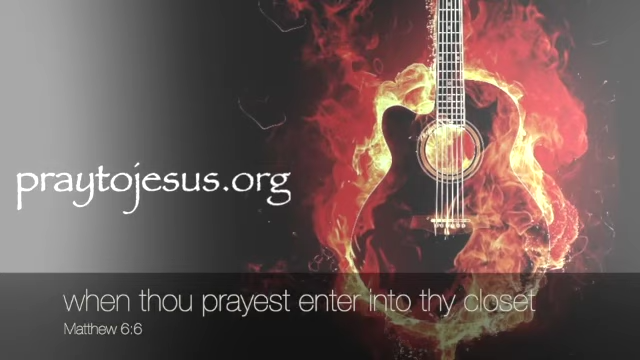 praytojesus.org
when thou prayest enter into thy closet
Matthew 6:6